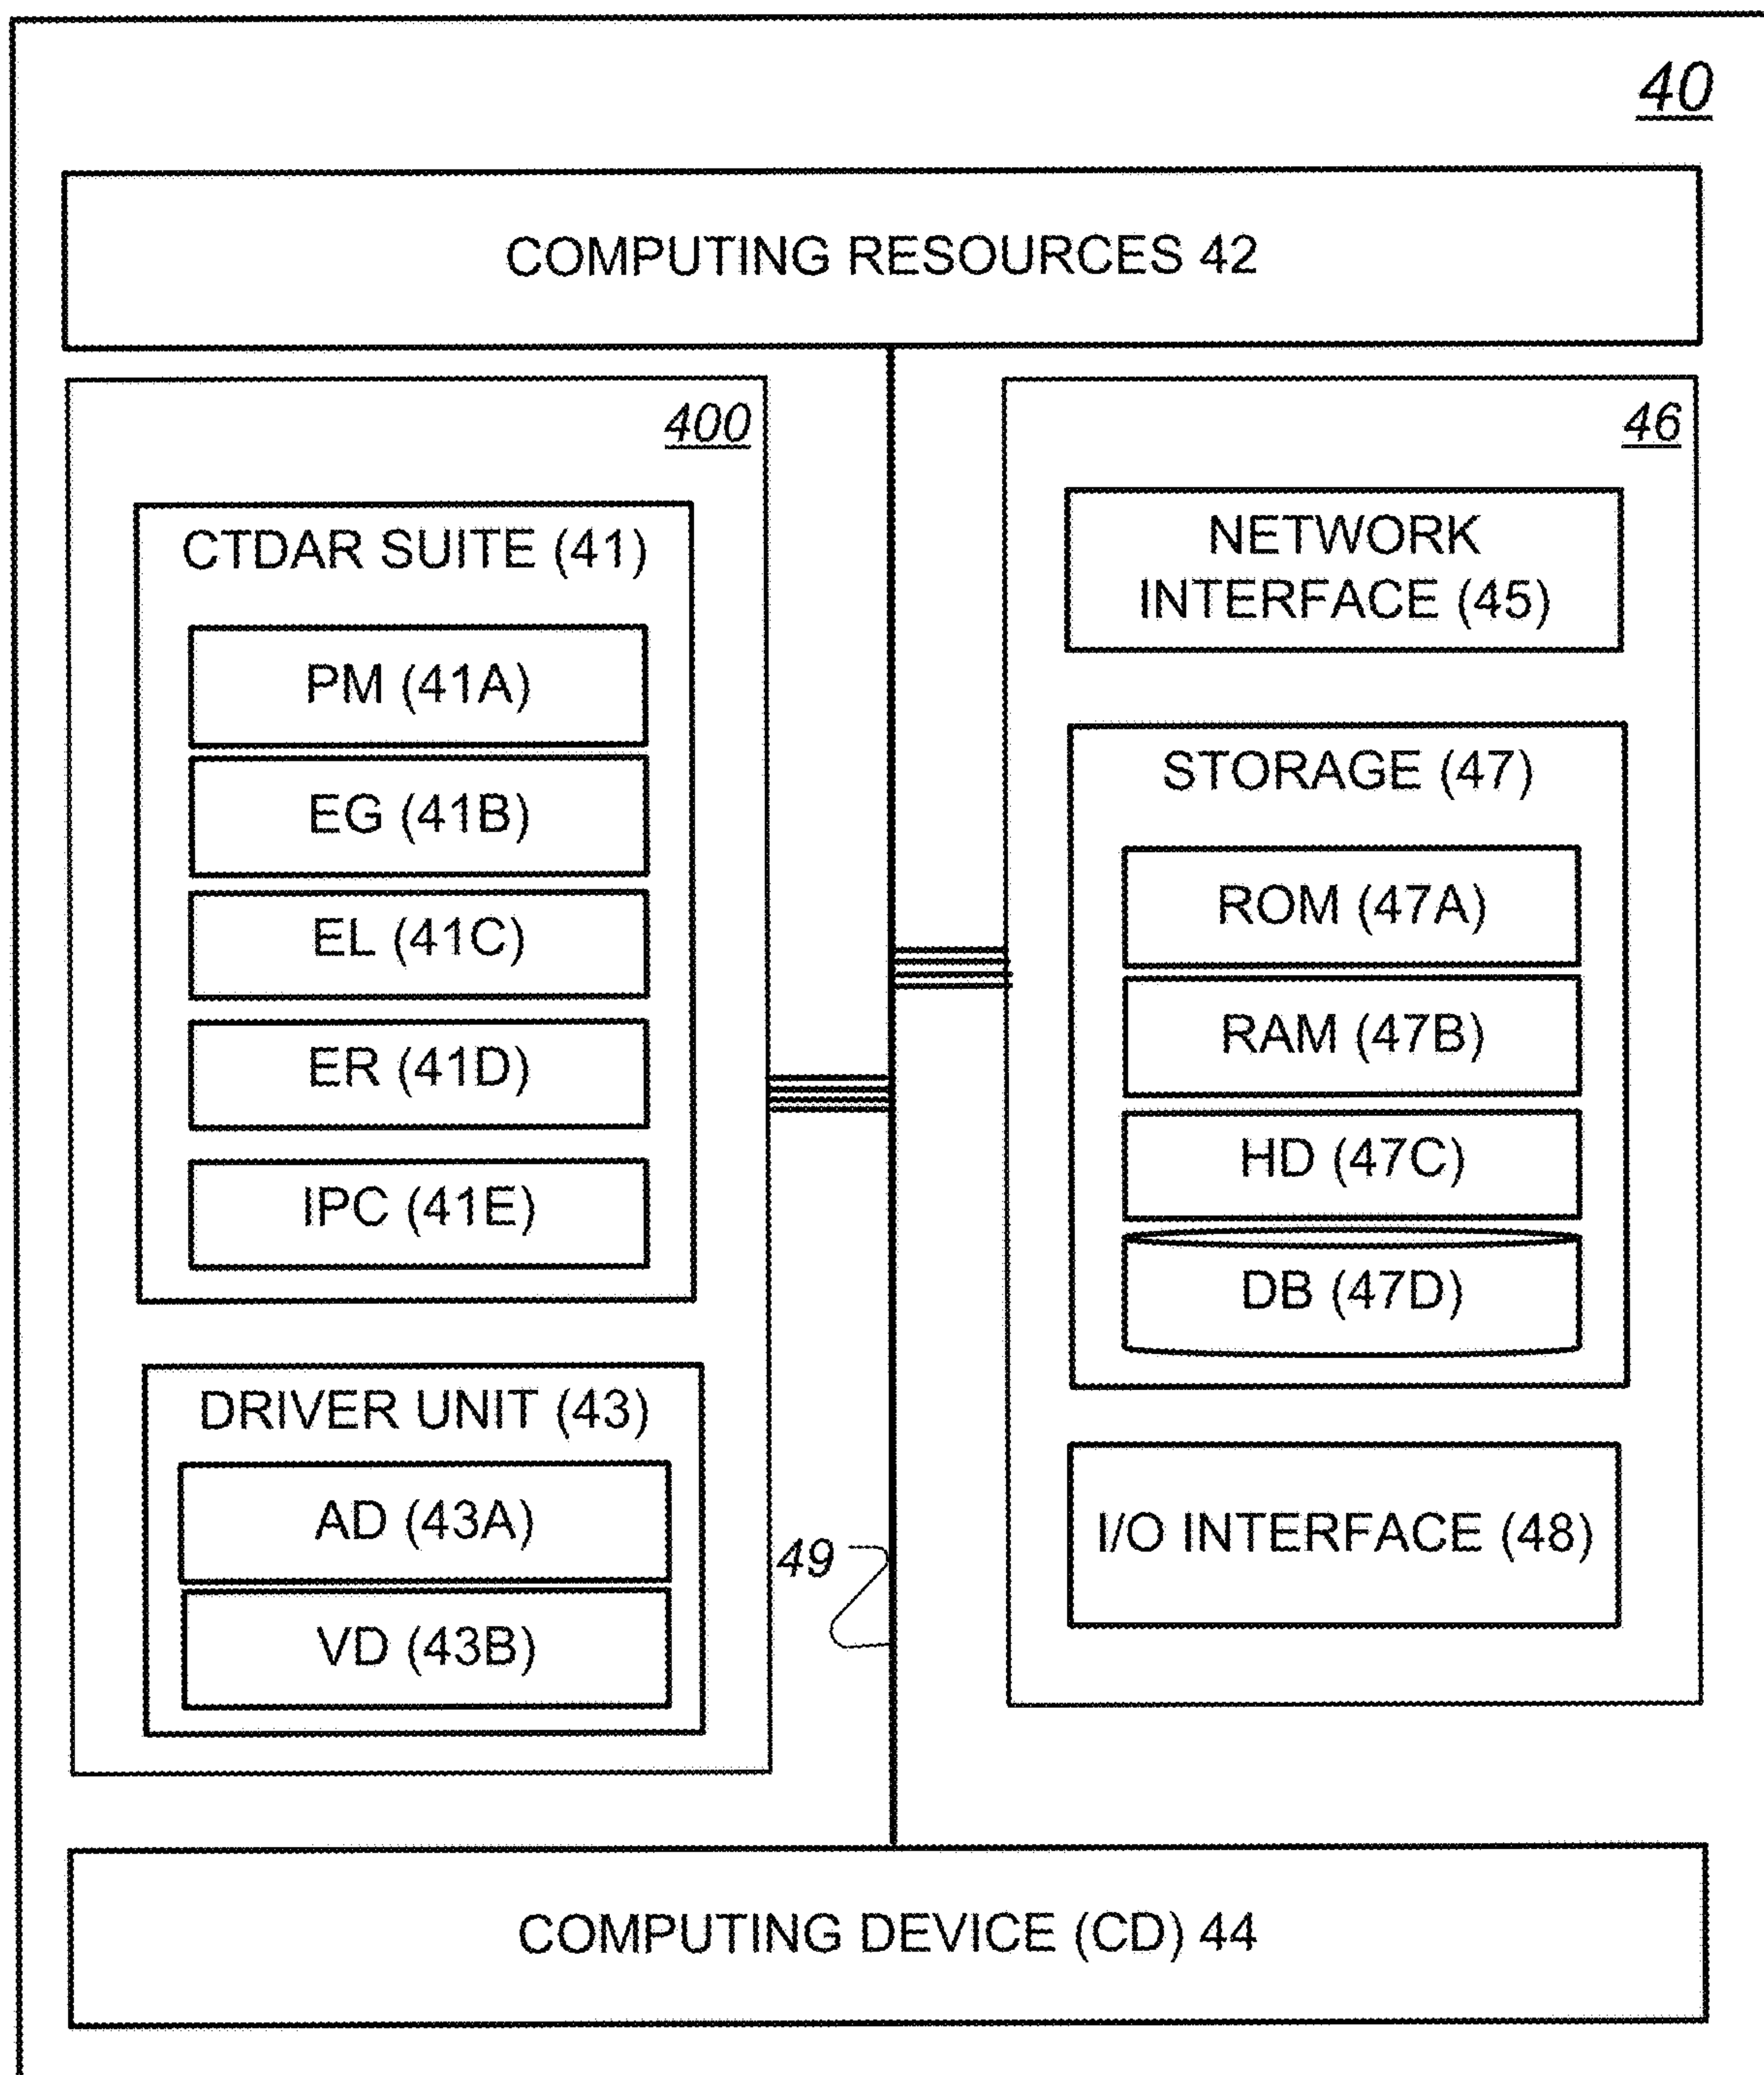 40
COMPUTING RESOURCES 42
400
CTDAR SUITE (41)
PM (41A)
EG (41B)
EL (41C)
ER (41D)
IPC (41E)
DRIVER UNIT (43)
AD (43A)
VD (43B)
49
46
NETWORK
INTERFACE (45)
STORAGE (47)
ROM (47A)
RAM (47B)
HD (47C)
DB (47D)
I/O INTERFACE (48)
COMPUTING DEVICE (CD) 44